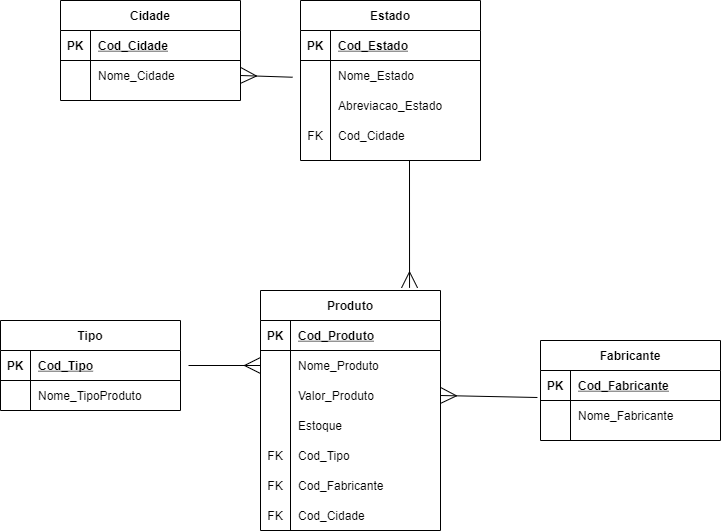 Cidade
PK Cod_Cidade
Nome_Cidade
Estado
PK Cod_Estado
Nome_Estado
Abreviacao_Estado
FK Cod_Cidade
Tipo
PK Cod_Tipo
Nome_TipoProduto
Produto
PK Cod_Produto
Nome_Produto
Valor_Produto
Estoque
FK Cod_Tipo
FK Cod_Fabricante
FK Cod_Cidade
Fabricante
PK Cod_Fabricante
Nome_Fabricante